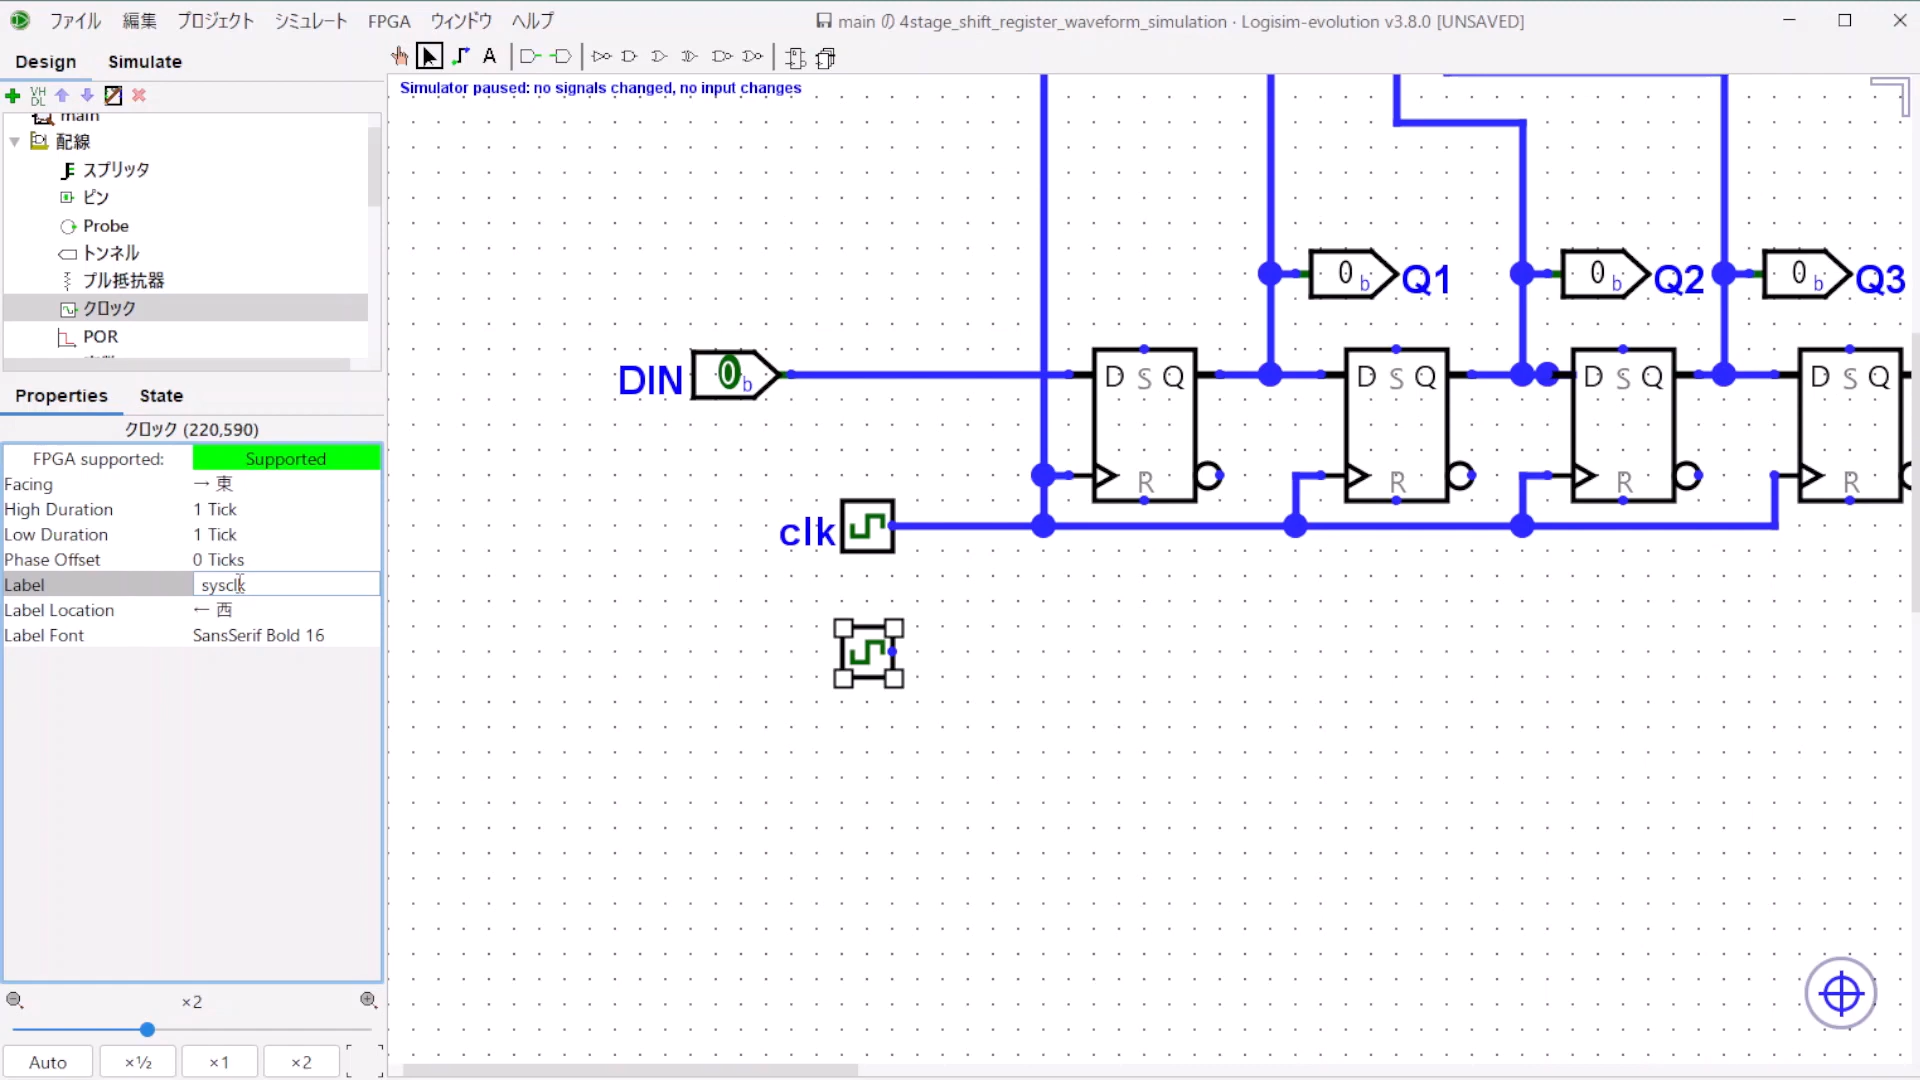 ファイル 編集 プロジェクト シミュレート FPGA ウィンドウ ヘルプ
main の 4stage_shift_register_waveform_simulation · Logisim-evolution v3.8.0 [UNSAVED]
Design Simulate
A
VH
DL
Simulator paused: no signals changed, no input changes
main
配線
スプリッタ
ピン
Probe
トンネル
プル抵抗器
クロック
POR
Properties State
クロック (220,590)
FPGA supported: Supported
Facing → 東
High Duration 1 Tick
Low Duration 1 Tick
Phase Offset 0 Ticks
Label sysclk
Label Location ← 西
Label Font SansSerif Bold 16
×2
Auto ×½ ×1 ×2
0 b Q1 0 b Q2 0 b Q3
DIN 0 b
D S Q D S Q D S Q D S Q
R R R R
clk